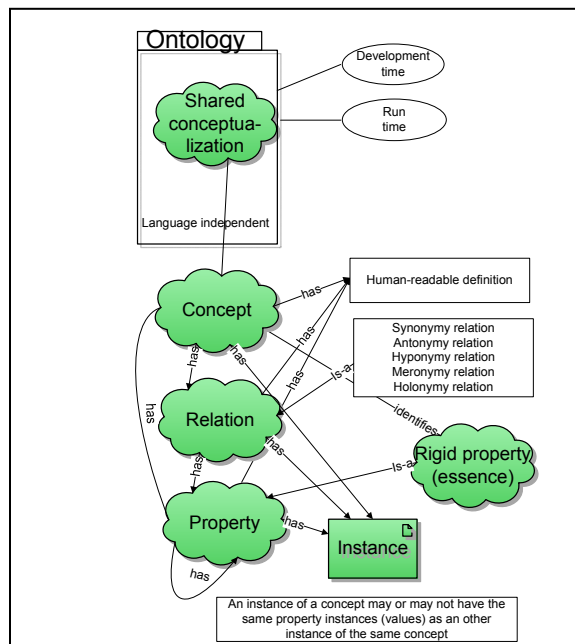 Ontology
Development
time
Shared
conceptua-
lization
Run
time
Language independent
Concept
has
Human-readable definition
has
has
has
has
has
Is-a
Synonymy relation
Antonymy relation
Hyponymy relation
Meronymy relation
Holonymy relation
identifies
Relation
has
has
Is-a
Rigid property
(essence)
Property
has
has
Instance
An instance of a concept may or may not have the
same property instances (values) as an other
instance of the same concept